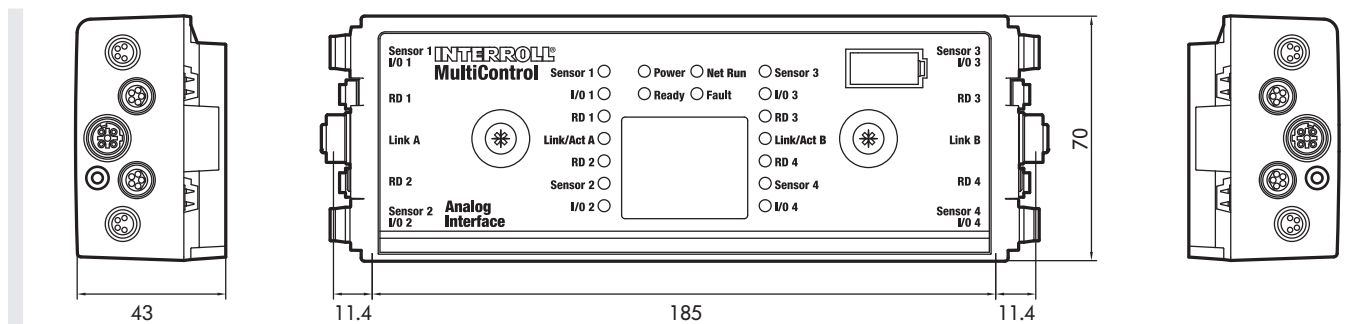 Sensor 1
I/O 1
RD 1
Link A
RD 2
Sensor 2
I/O 2
INTERROLL®
MultiControl
Analog
Interface
Sensor 1
I/O 1
RD 1
Link/Act A
RD 2
Sensor 2
I/O 2
Power Net Run
Ready Fault
Sensor 3
I/O 3
RD 3
Link/Act B
RD 4
Sensor 4
I/O 4
Sensor 3
I/O 3
RD 3
Link B
RD 4
Sensor 4
I/O 4
70
43
11.4
185
11.4